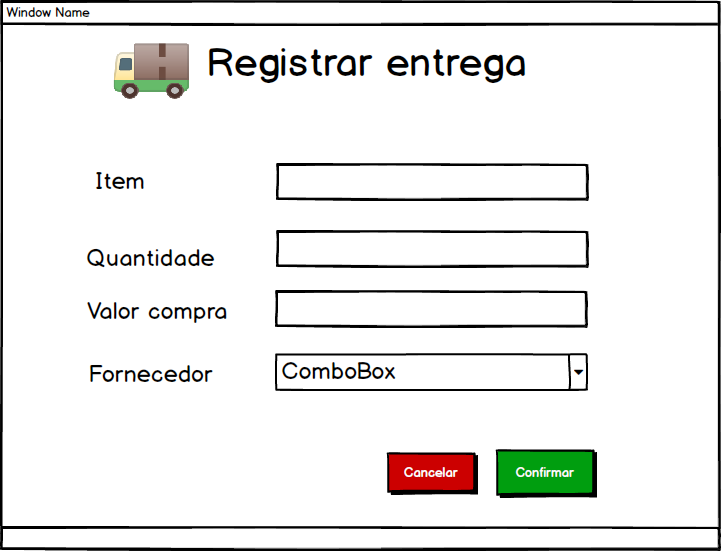 Window Name
Registrar entrega
Item
Quantidade
Valor compra
Fornecedor
ComboBox
Cancelar
Confirmar